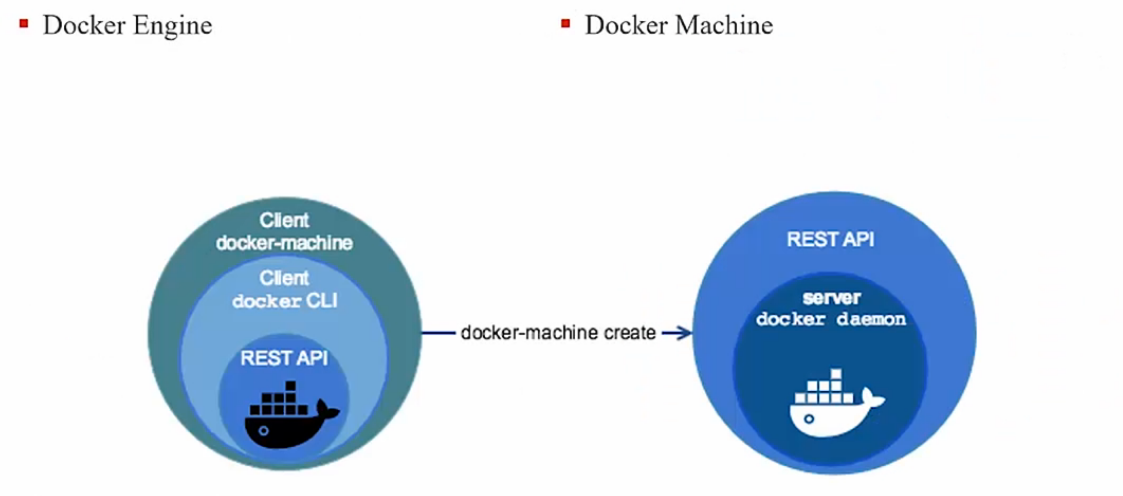 Docker Engine
Docker Machine
Client
docker-machine
Client
docker CLI
REST API
docker-machine create
REST API
server
docker daemon